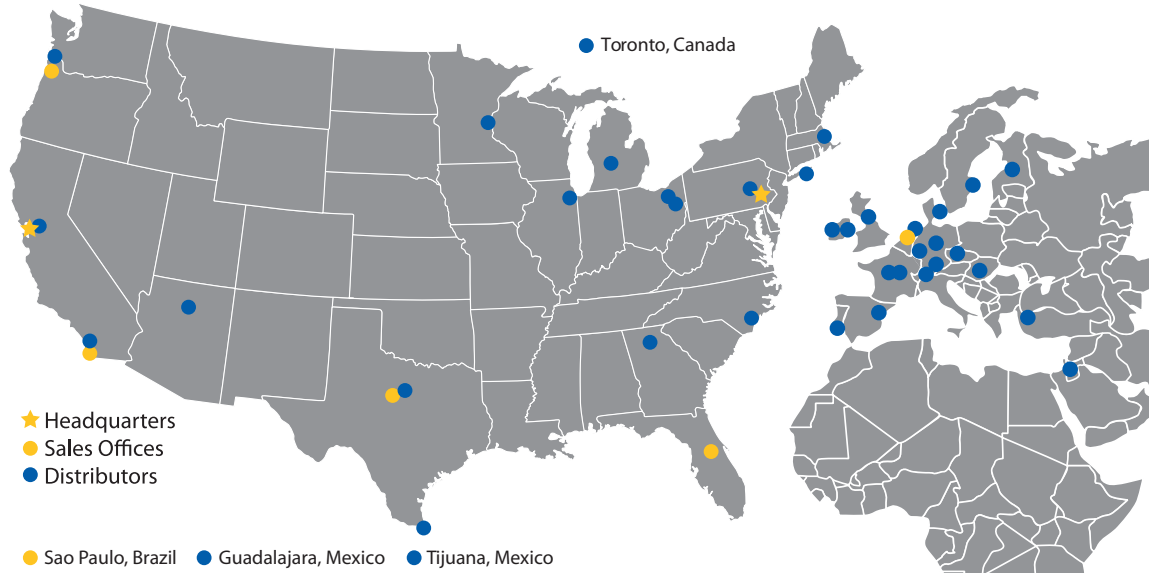 Toronto, Canada
Headquarters
Sales Offices
Distributors
Sao Paulo, Brazil Guadalajara, Mexico Tijuana, Mexico